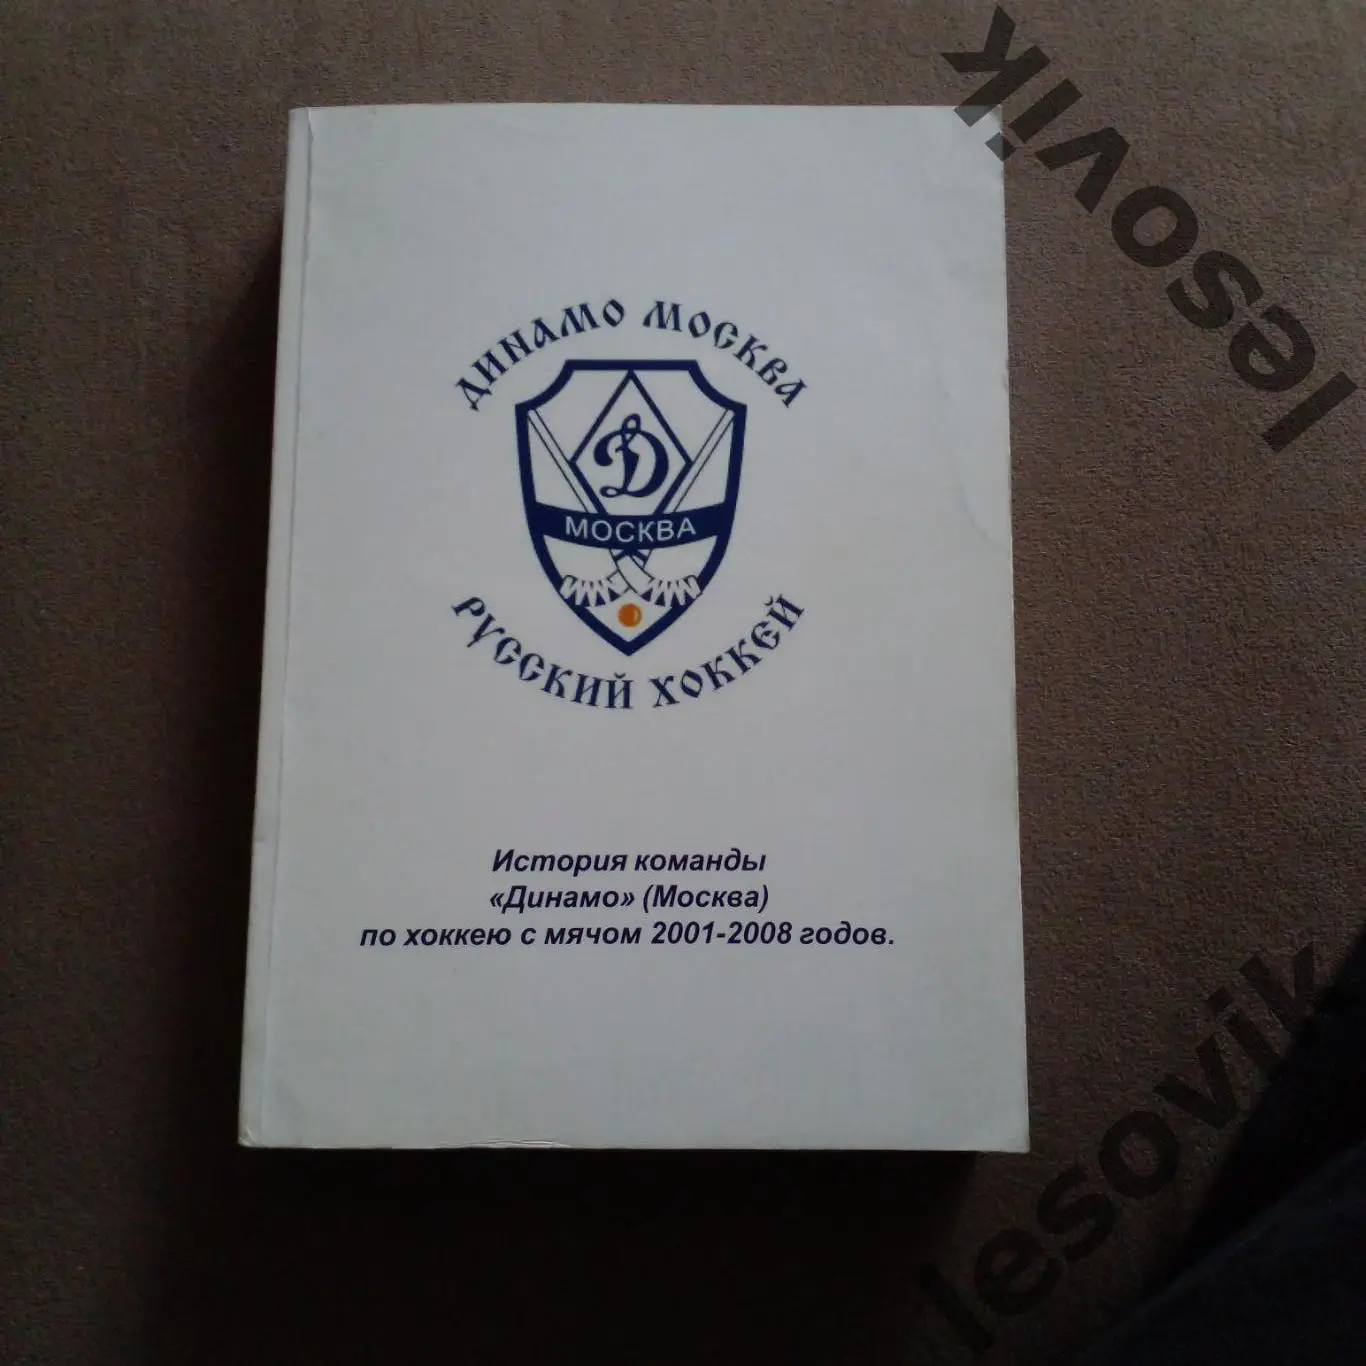 lesovik
ДИНАМО МОСКВА
Д
МОСКВА
РУССКИЙ ХОККЕЙ
История команды
«Динамо» (Москва)
по хоккею с мячом 2001-2008 годов.
lesovik